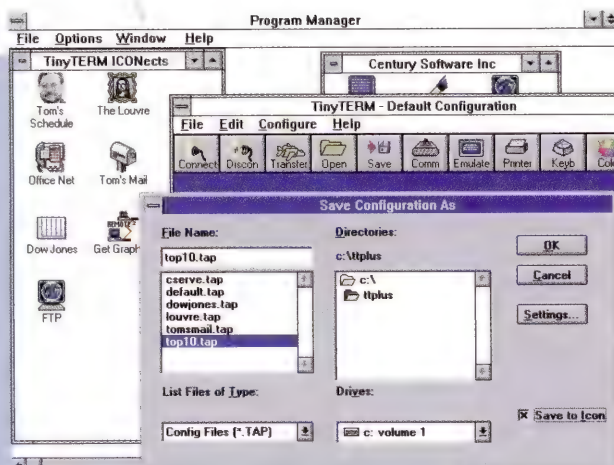 Program Manager
File Options Window Help
TinyTERM ICONects
Tom's Schedule
The Louvre
Office Net
Tom's Mail
Dow Jones
Get Graph
FTP
Century Software Inc
TinyTERM - Default Configuration
File Edit Configure Help
Connect Discon Transfer Open Save Comm Emulate Printer Keyb
Save Configuration As
File Name:
top10.tap
cserve.tap
default.tap
dowjones.tap
louvre.tap
tomsmail.tap
top10.tap
List Files of Type:
Config Files (*.TAP)
Directories:
c:\ttplus
c:\
ttplus
Drives:
c: volume 1
OK
Cancel
Settings...
Save to Icon